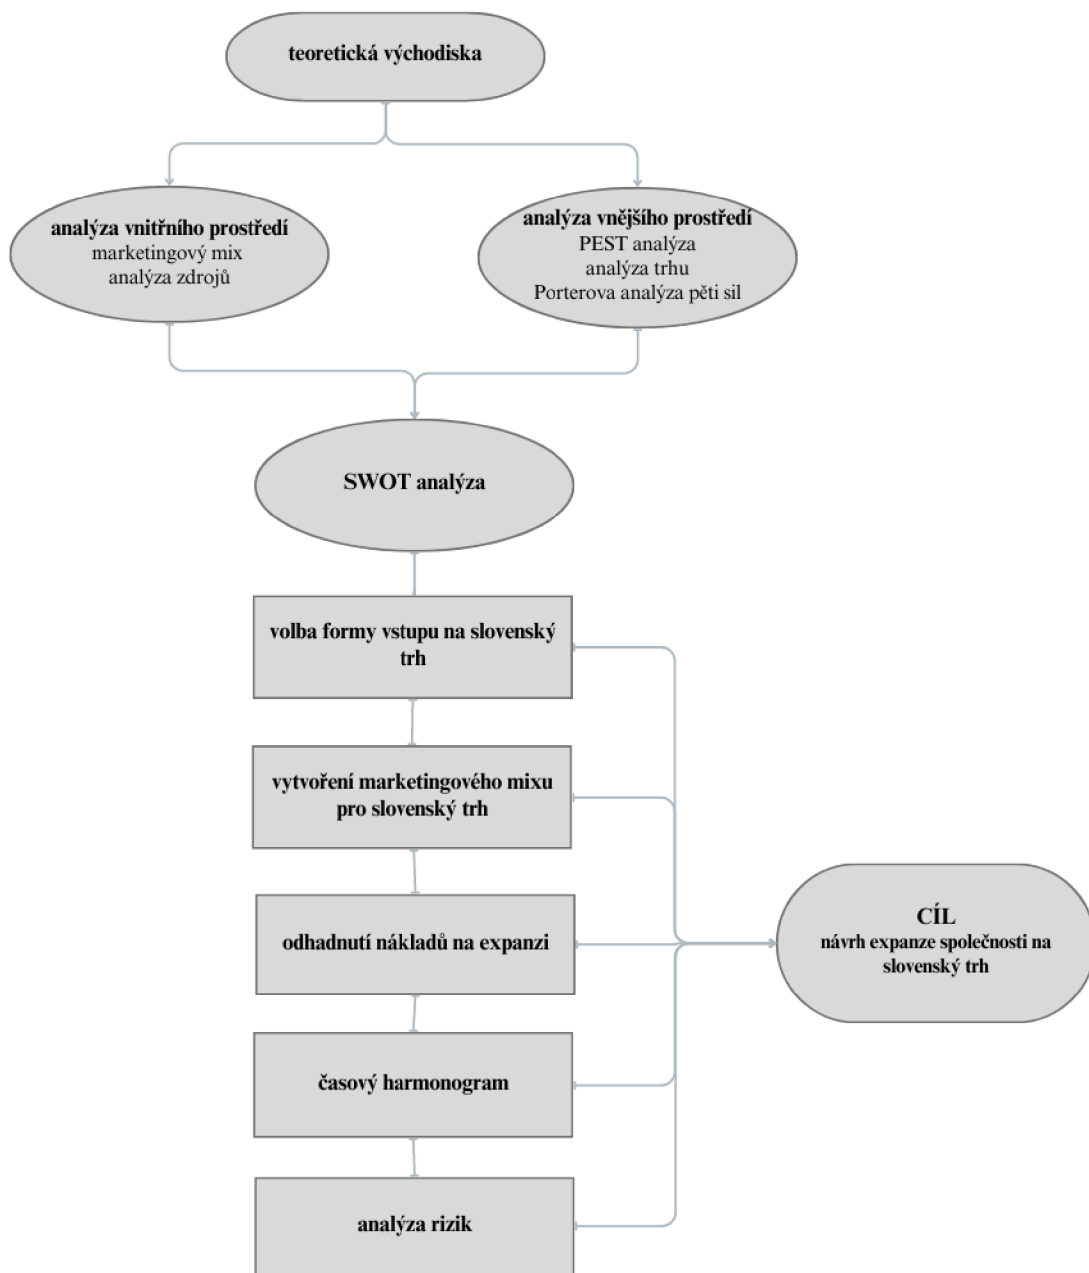 teoretická východiska
analýza vnitřního prostředí
marketingový mix
analýza zdrojů
analýza vnějšího prostředí
PEST analýza
analýza trhu
Porterova analýza pěti sil
SWOT analýza
volba formy vstupu na slovenský
trh
vytvoření marketingového mixu
pro slovenský trh
odhadnutí nákladů na expanzi
časový harmonogram
analýza rizik
CÍL
návrh expanze společnosti na
slovenský trh